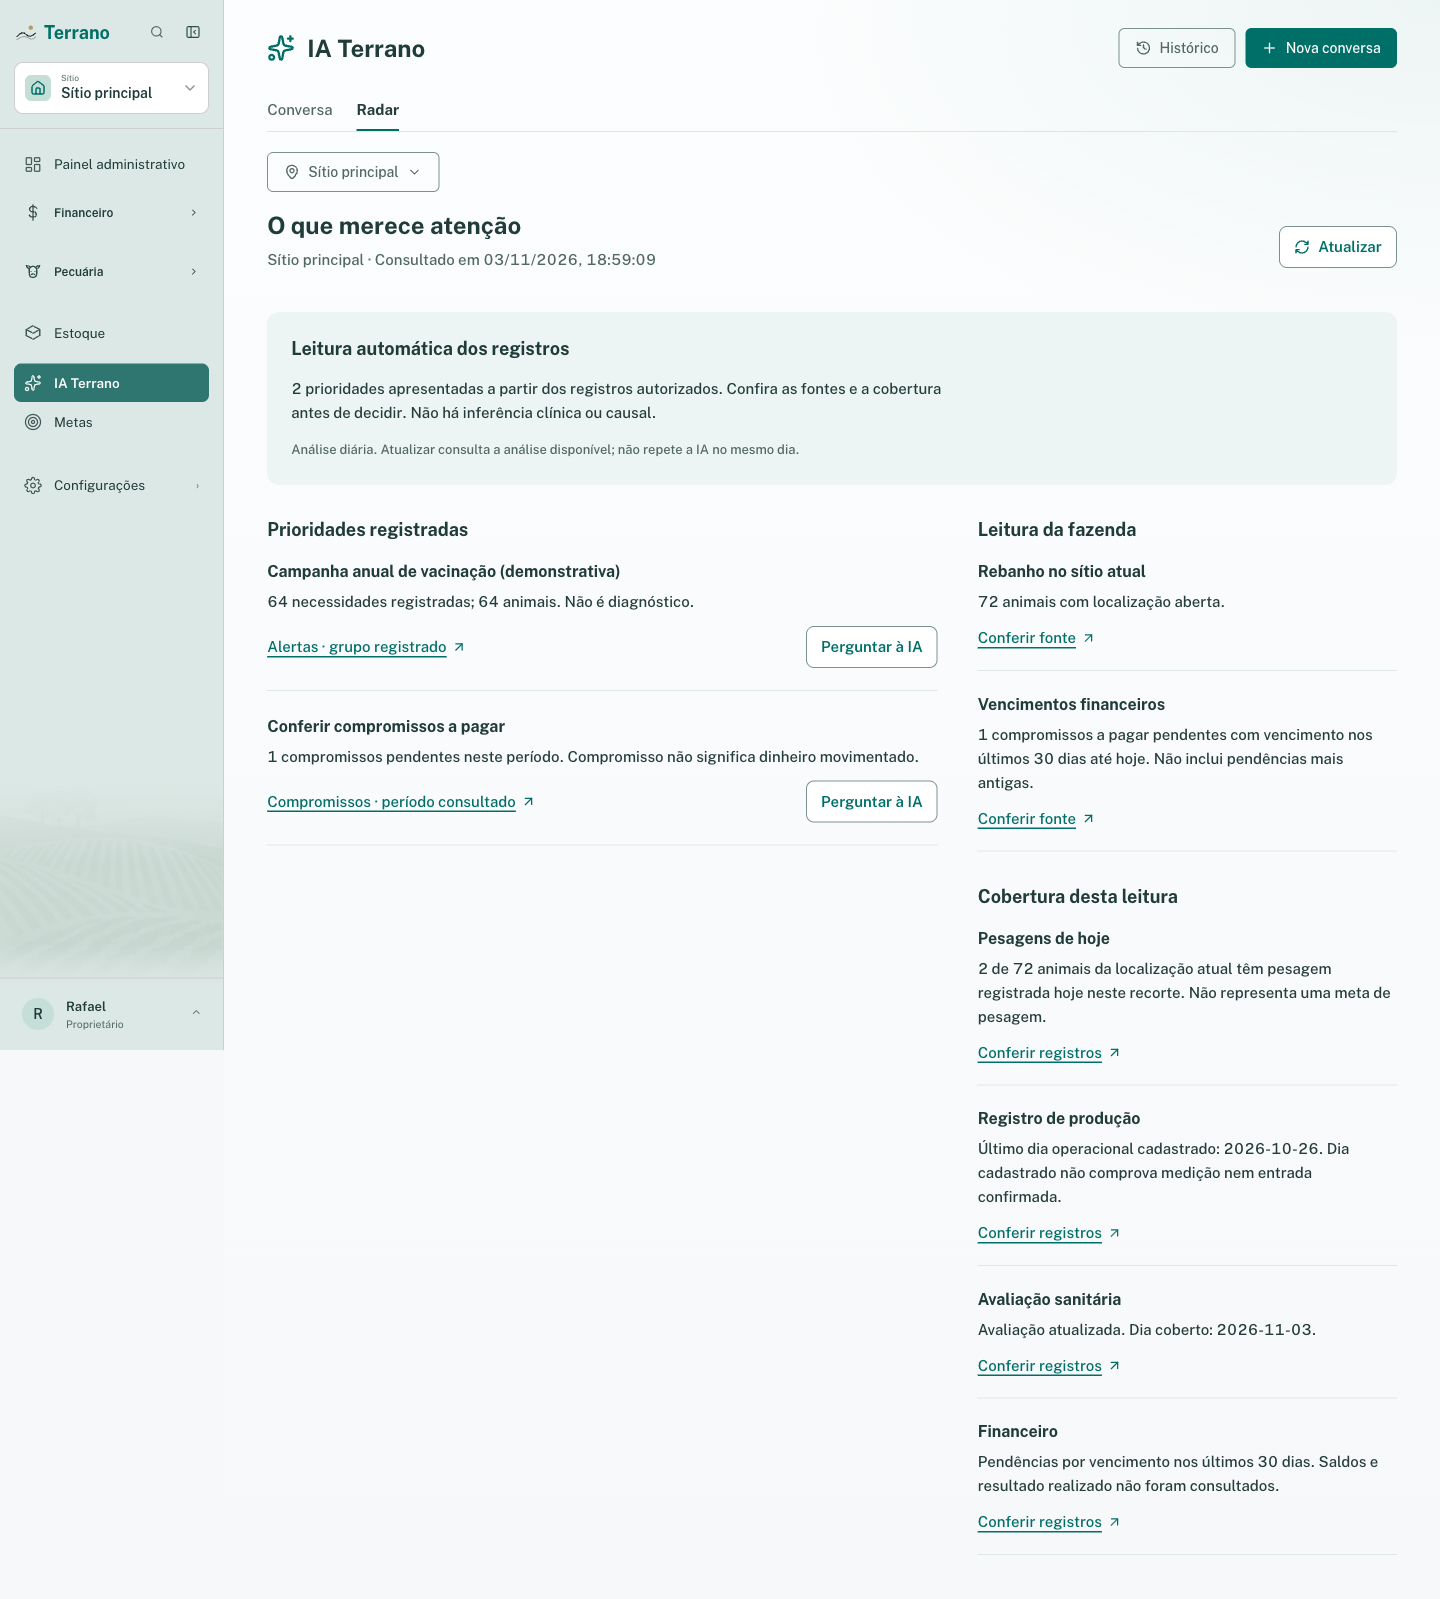 Terrano
Sítio
Sítio principal
Painel administrativo
Financeiro
Pecuária
Estoque
IA Terrano
Metas
Configurações
R
Rafael
Proprietário
IA Terrano
Histórico
Nova conversa
Conversa
Radar
Sítio principal
O que merece atenção
Sítio principal · Consultado em 03/11/2026, 18:59:09
Atualizar
Leitura automática dos registros
2 prioridades apresentadas a partir dos registros autorizados. Confira as fontes e a cobertura
antes de decidir. Não há inferência clínica ou causal.
Análise diária. Atualizar consulta a análise disponível; não repete a IA no mesmo dia.
Prioridades registradas
Campanha anual de vacinação (demonstrativa)
64 necessidades registradas; 64 animais. Não é diagnóstico.
Alertas · grupo registrado
Perguntar à IA
Conferir compromissos a pagar
1 compromissos pendentes neste período. Compromisso não significa dinheiro movimentado.
Compromissos · período consultado
Perguntar à IA
Leitura da fazenda
Rebanho no sítio atual
72 animais com localização aberta.
Conferir fonte
Vencimentos financeiros
1 compromissos a pagar pendentes com vencimento nos
últimos 30 dias até hoje. Não inclui pendências mais
antigas.
Conferir fonte
Cobertura desta leitura
Pesagens de hoje
2 de 72 animais da localização atual têm pesagem
registrada hoje neste recorte. Não representa uma meta de
pesagem.
Conferir registros
Registro de produção
Último dia operacional cadastrado: 2026-10-26. Dia
cadastrado não comprova medição nem entrada
confirmada.
Conferir registros
Avaliação sanitária
Avaliação atualizada. Dia coberto: 2026-11-03.
Conferir registros
Financeiro
Pendências por vencimento nos últimos 30 dias. Saldos e
resultado realizado não foram consultados.
Conferir registros